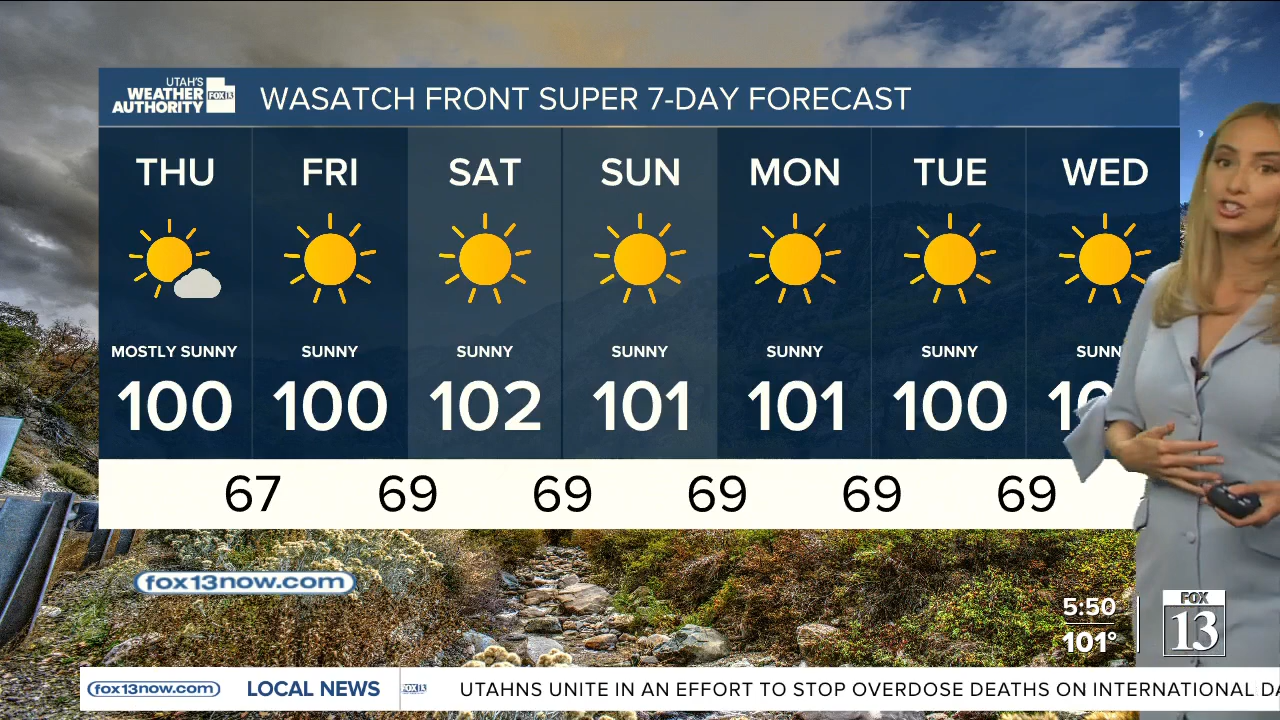 UTAH'S
WEATHER
AUTHORITY
FOX 13
WASATCH FRONT SUPER 7-DAY FORECAST
THU FRI SAT SUN MON TUE WED
MOSTLY SUNNY SUNNY SUNNY SUNNY SUNNY SUNNY SUNN
100 100 102 101 101 100 10
67 69 69 69 69 69
fox13now.com
5:50
101°
FOX
13
fox13now.com LOCAL NEWS FOX 13 UTAHNS UNITE IN AN EFFORT TO STOP OVERDOSE DEATHS ON INTERNATIONAL DA